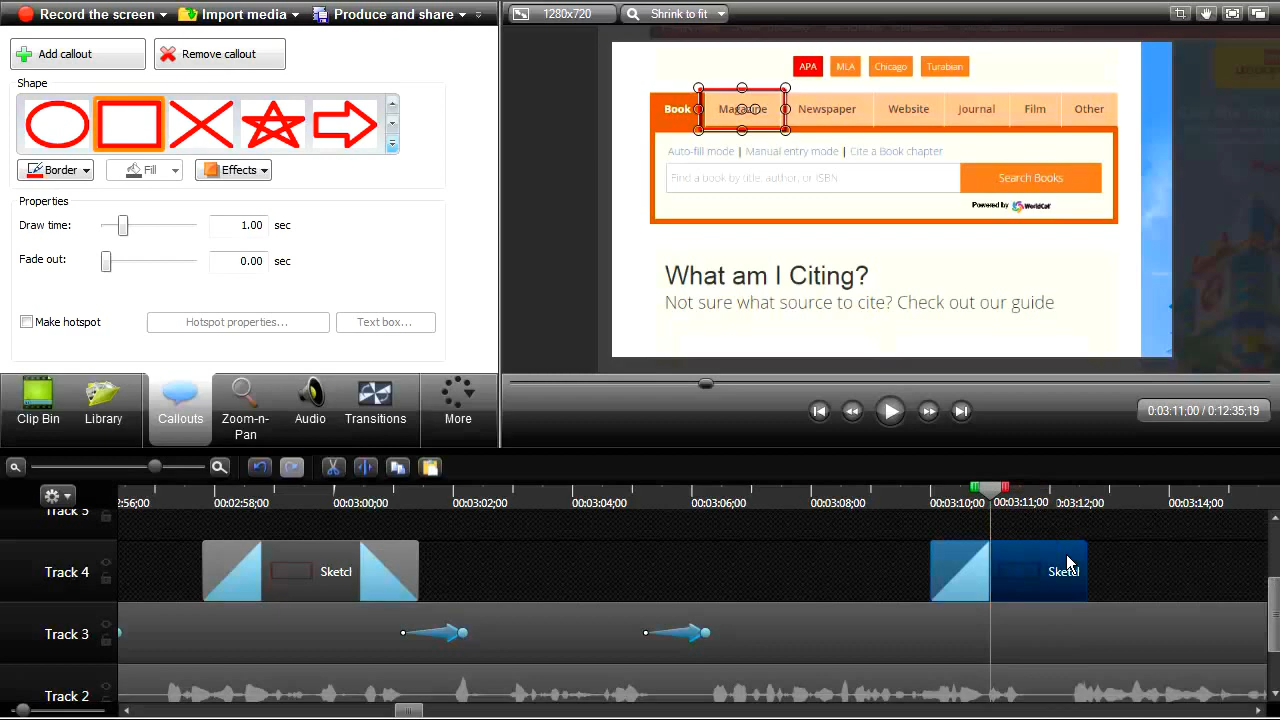 Record the screen Import media Produce and share 1280x720 Shrink to fit
Add callout Remove callout
Shape
Border Fill Effects
Properties
Draw time: 1.00 sec
Fade out: 0.00 sec
Make hotspot Hotspot properties... Text box...
APA MLA Chicago Turabian
Book Magazine Newspaper Website Journal Film Other
Auto-fill mode | Manual entry mode | Cite a Book chapter
Find a book by title, author, or ISBN Search Books
Powered by WorldCat
What am I Citing?
Not sure what source to cite? Check out our guide
Clip Bin Library Callouts Zoom-n-Pan Audio Transitions More
0:03:11;00 / 0:12:35;19
2:56;00 00:02:58;00 00:03:00;00 00:03:02;00 00:03:04;00 00:03:06;00 00:03:08;00 00:03:10;00 00:03:11;00 0:03:12;00 00:03:14;00
Track 5
Track 4 Sketcl Sketcl
Track 3
Track 2